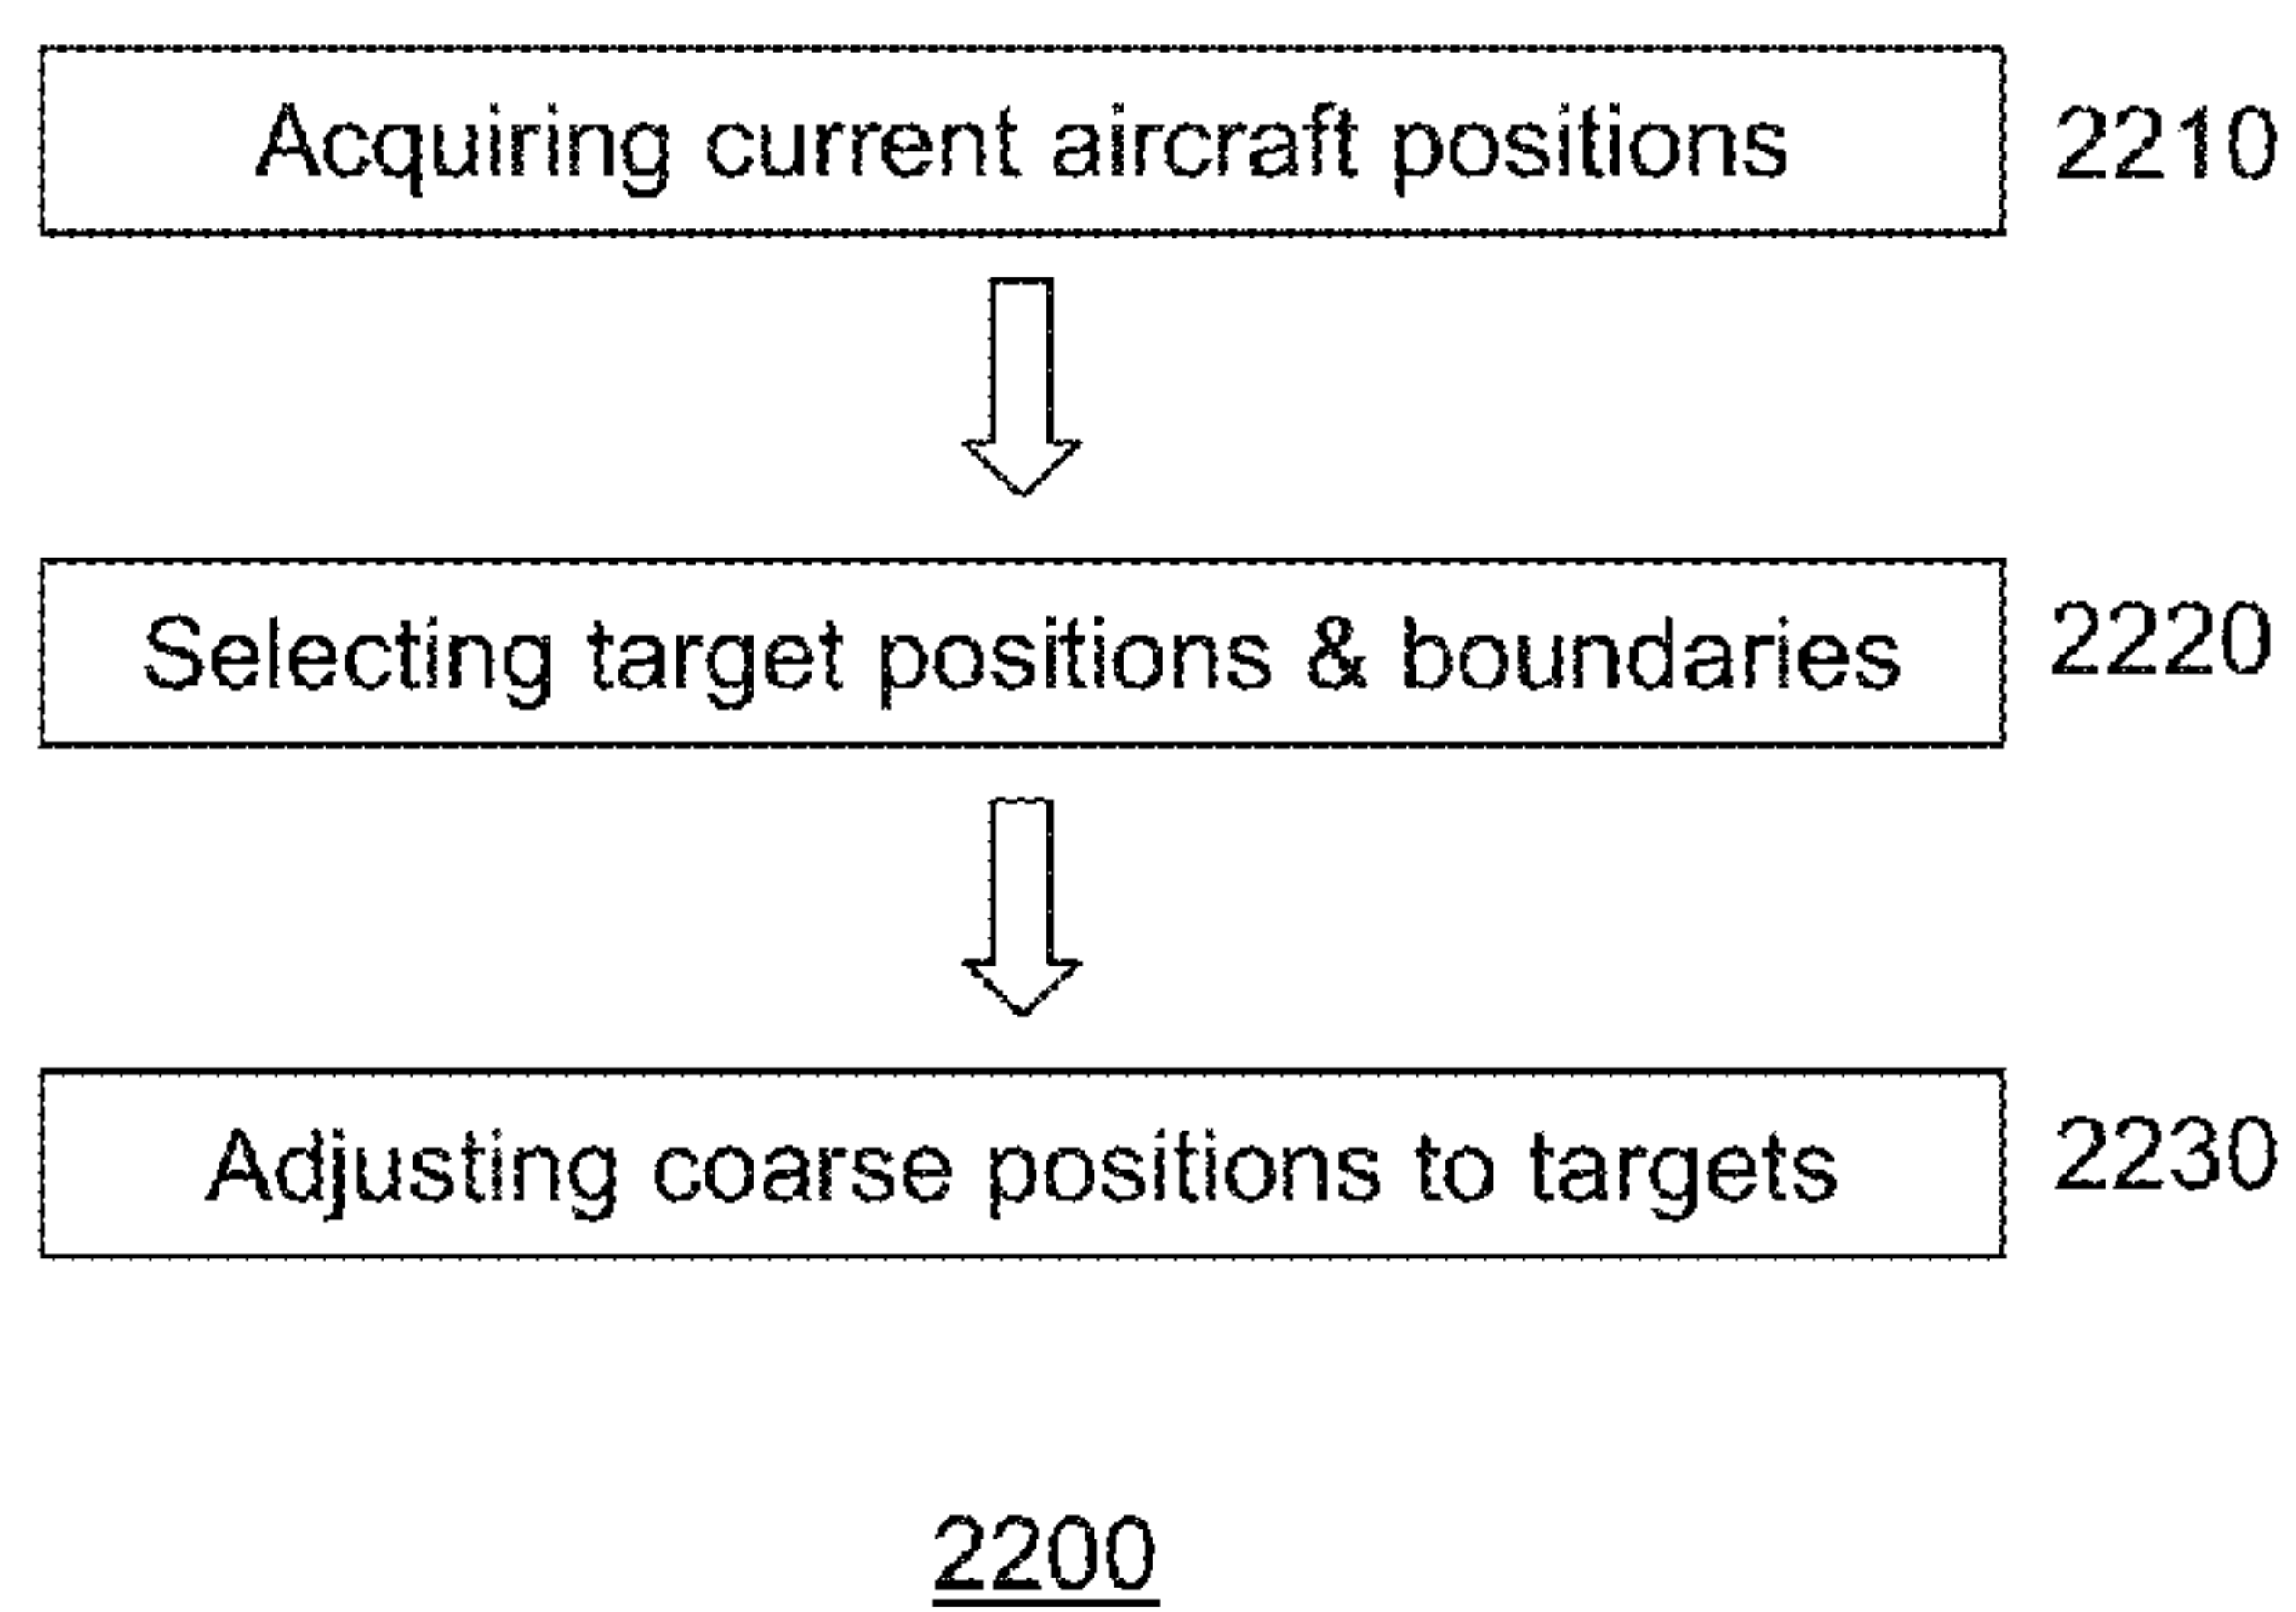 Acquiring current aircraft positions 2210
Selecting target positions & boundaries 2220
Adjusting coarse positions to targets 2230
2200